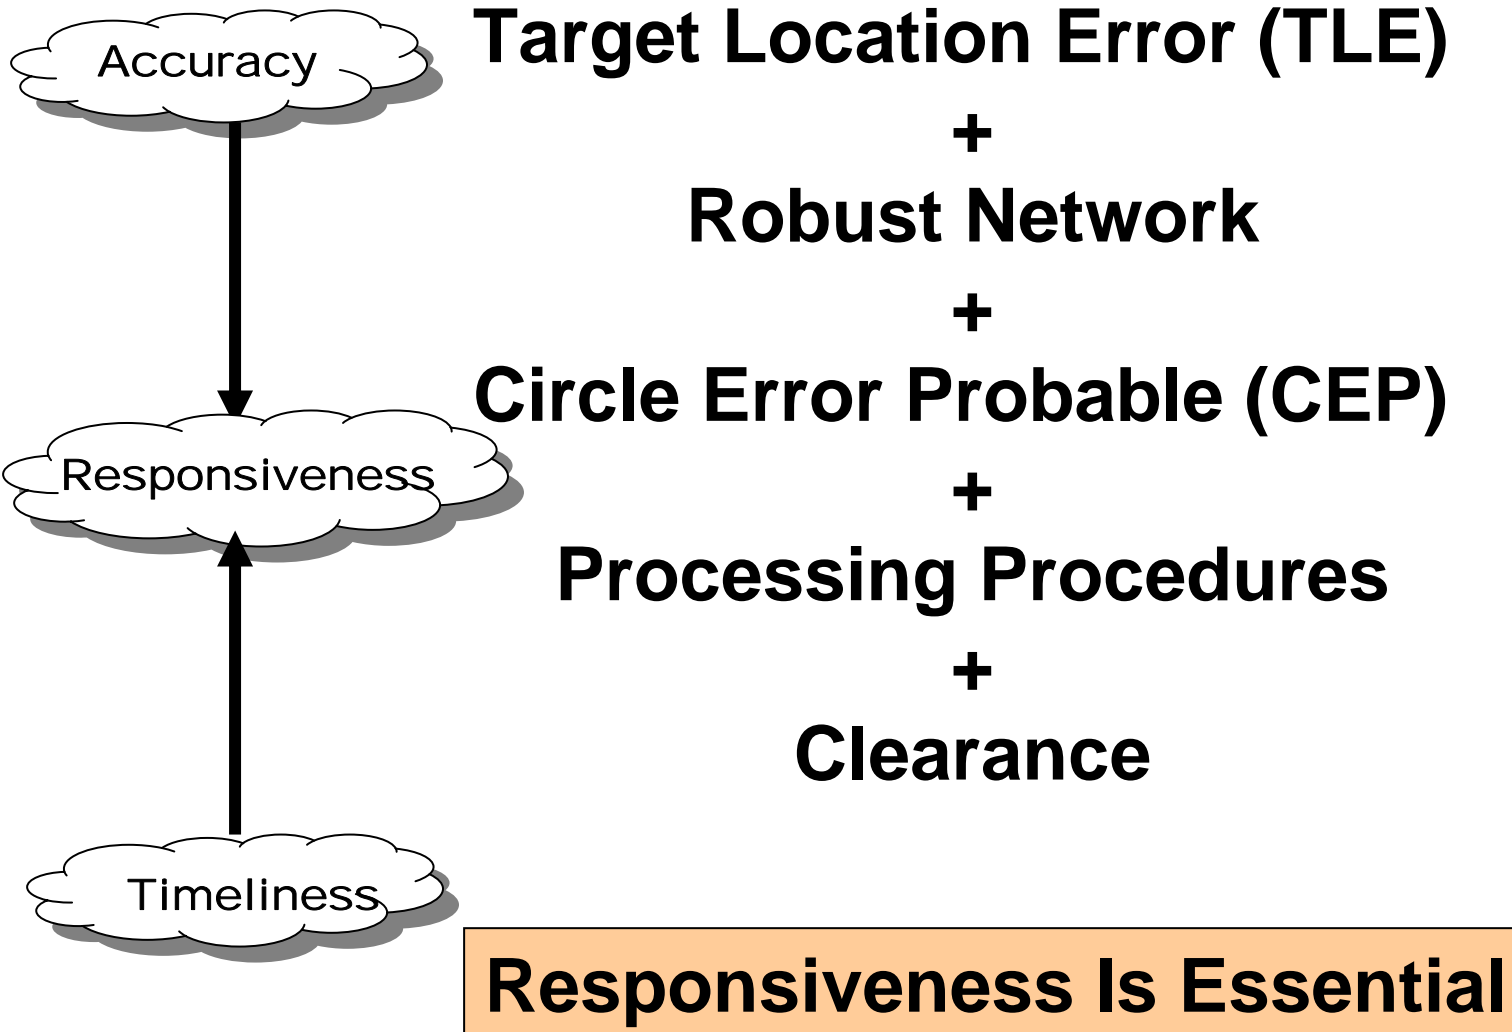 Accuracy
Responsiveness
Timeliness
Target Location Error (TLE)
+
Robust Network
+
Circle Error Probable (CEP)
+
Processing Procedures
+
Clearance
Responsiveness Is Essential